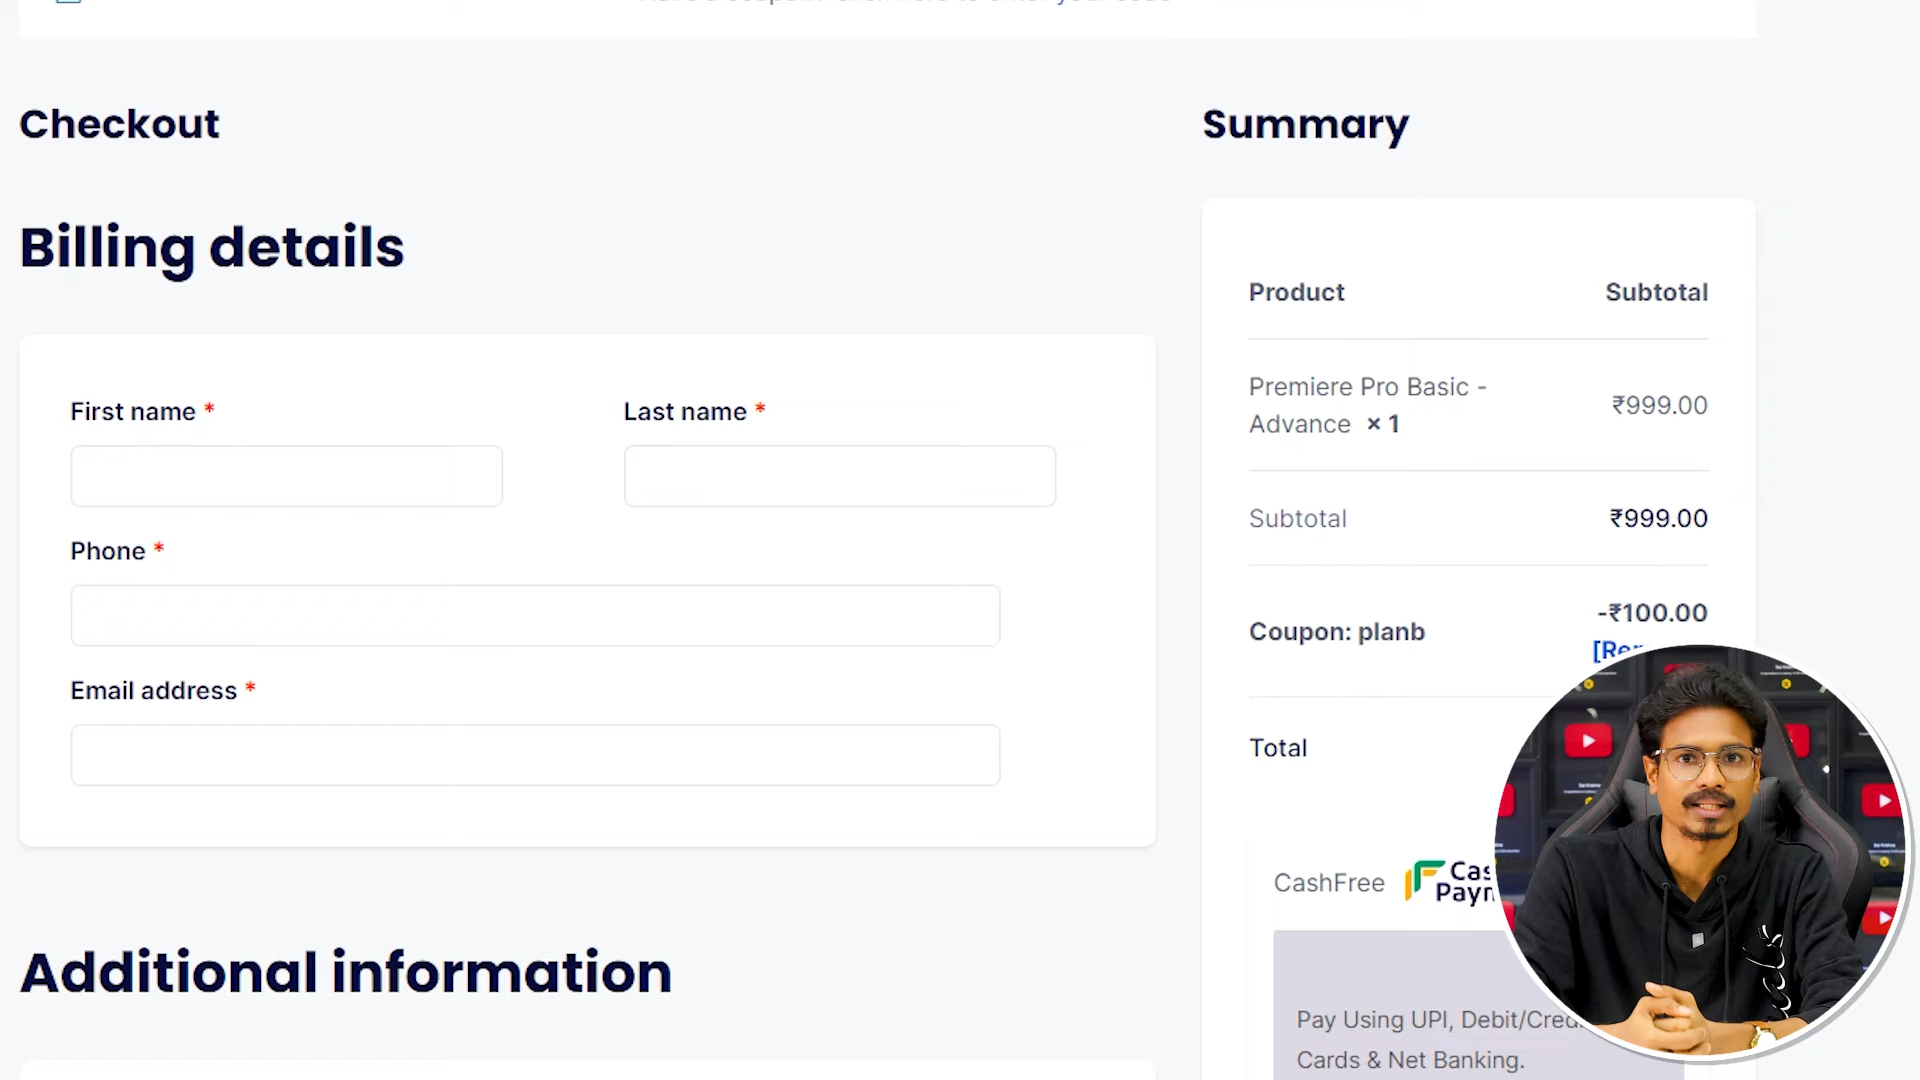 Checkout
Summary
Billing details
Product Subtotal
First name * Last name *
Premiere Pro Basic -
Advance × 1 ₹999.00
Subtotal ₹999.00
Phone *
Coupon: planb -₹100.00
Email address *
Total
CashFree
Additional information
Pay Using UPI, Debit/Credi
Cards & Net Banking.